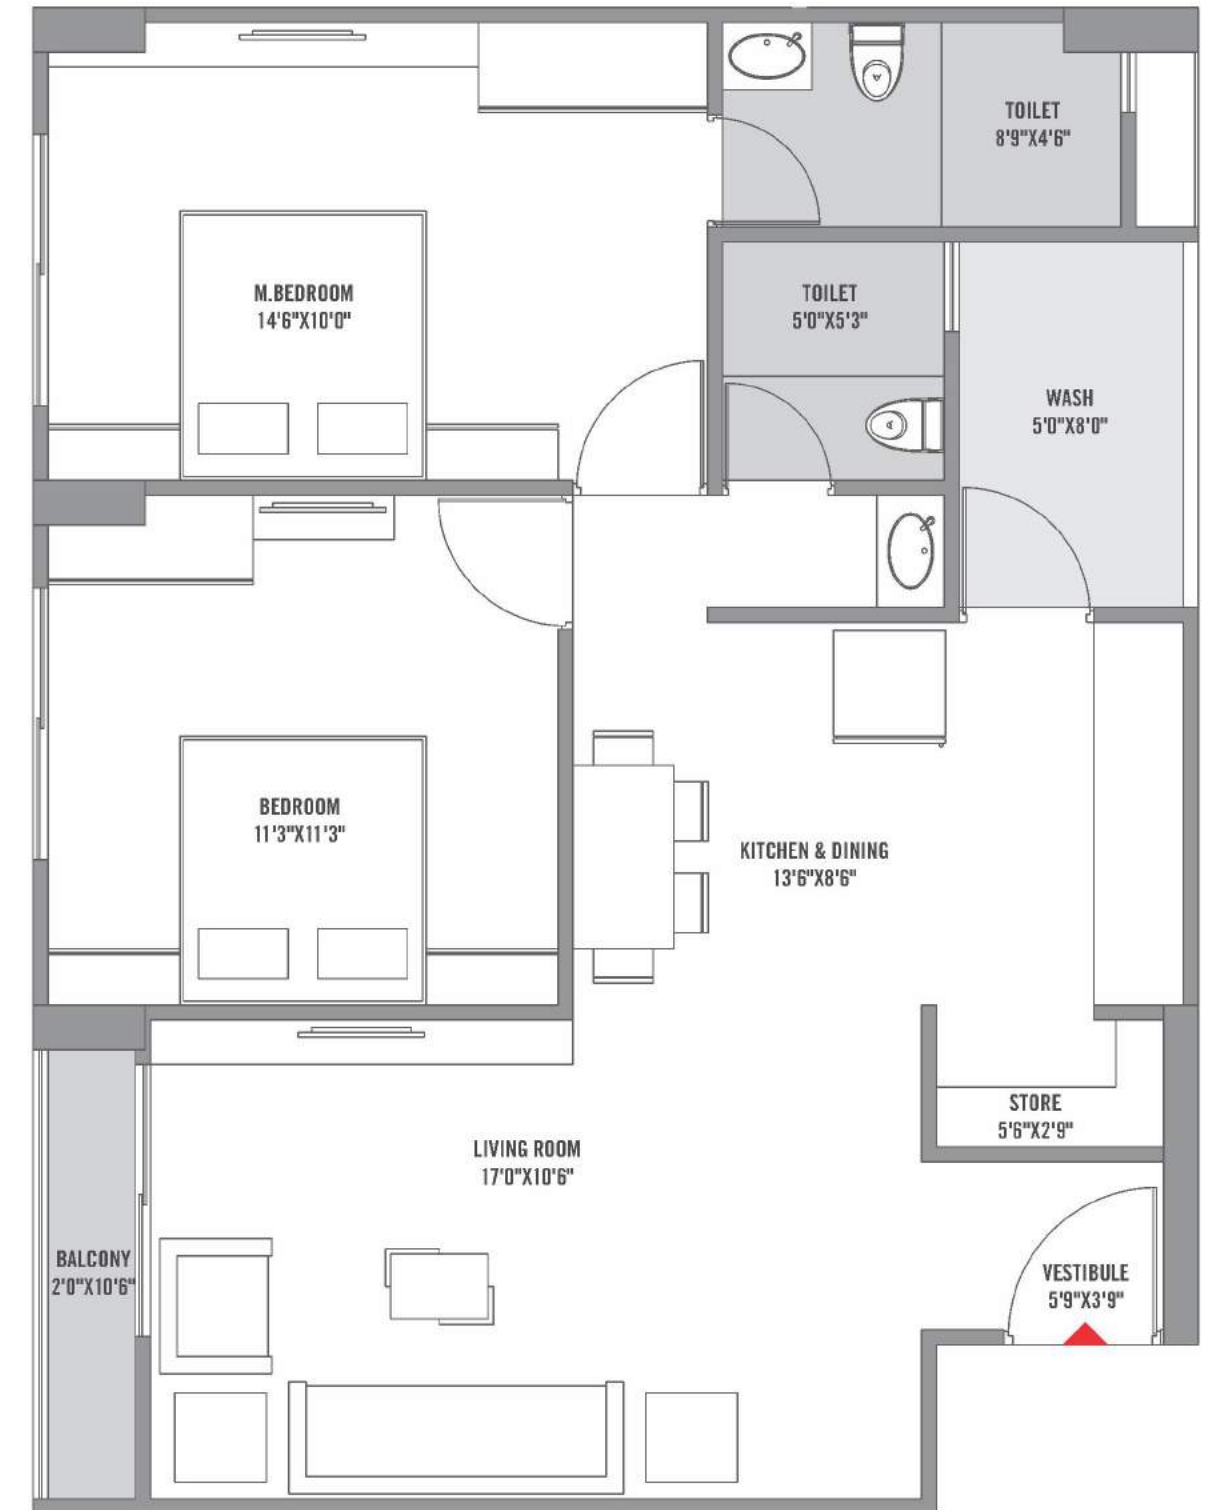 TOILET
8'9"X4'6"
M.BEDROOM
14'6"X10'0"
TOILET
5'0"X5'3"
WASH
5'0"X8'0"
BEDROOM
11'3"X11'3"
KITCHEN & DINING
13'6"X8'6"
STORE
5'6"X2'9"
LIVING ROOM
17'0"X10'6"
BALCONY
2'0"X10'6"
VESTIBULE
5'9"X3'9"